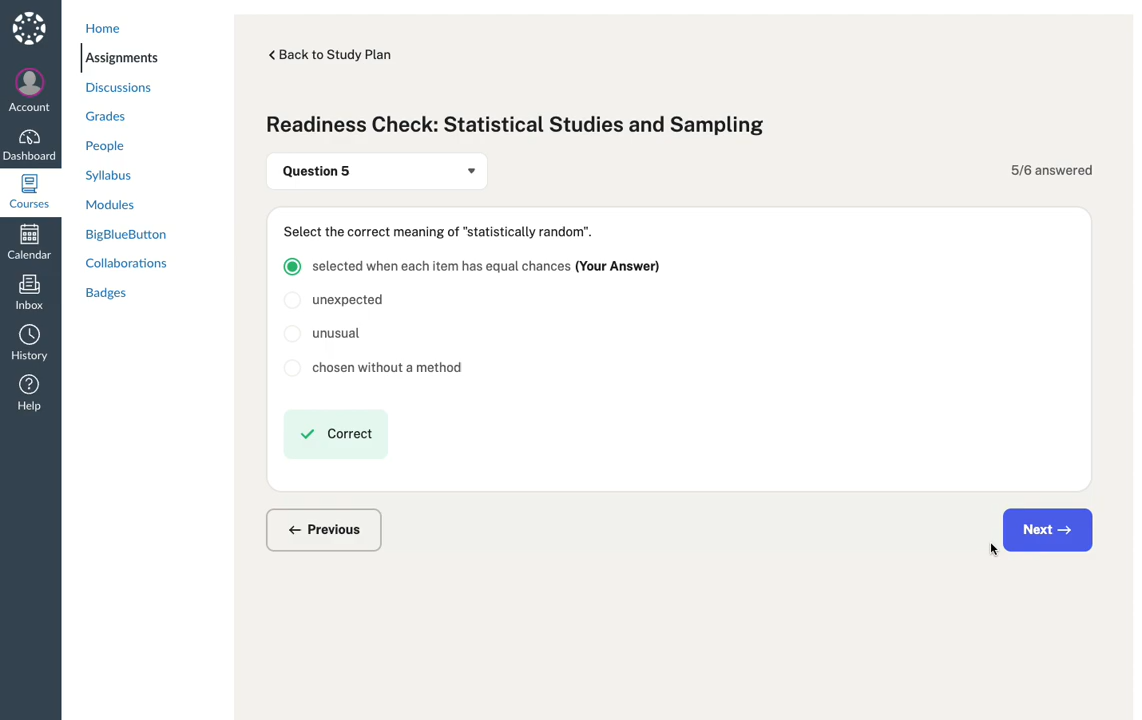 Account
Dashboard
Courses
Calendar
Inbox
History
Help
Home
Assignments
Discussions
Grades
People
Syllabus
Modules
BigBlueButton
Collaborations
Badges
Back to Study Plan
Readiness Check: Statistical Studies and Sampling
Question 5
5/6 answered
Select the correct meaning of "statistically random".
selected when each item has equal chances (Your Answer)
unexpected
unusual
chosen without a method
Correct
← Previous
Next →